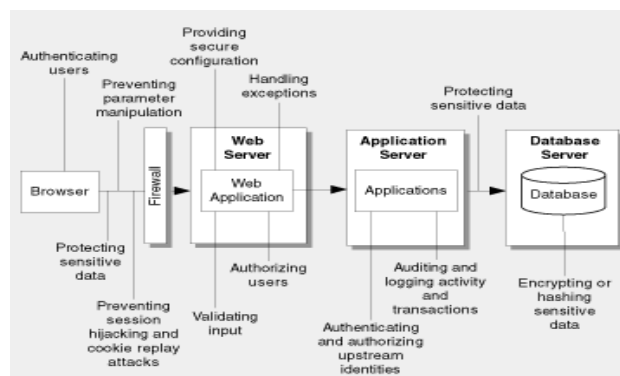 Providing
secure
configuration
Authenticating
users
Preventing
parameter
manipulation
Handling
exceptions
Protecting
sensitive data
Browser
Firewall
Web
Server
Web
Application
Application
Server
Applications
Database
Server
Database
Protecting
sensitive
data
Preventing
session
hijacking and
cookie replay
attacks
Validating
input
Authorizing
users
Authenticating
and authorizing
upstream
identities
Auditing and
logging activity
and
transactions
Encrypting or
hashing
sensitive
data